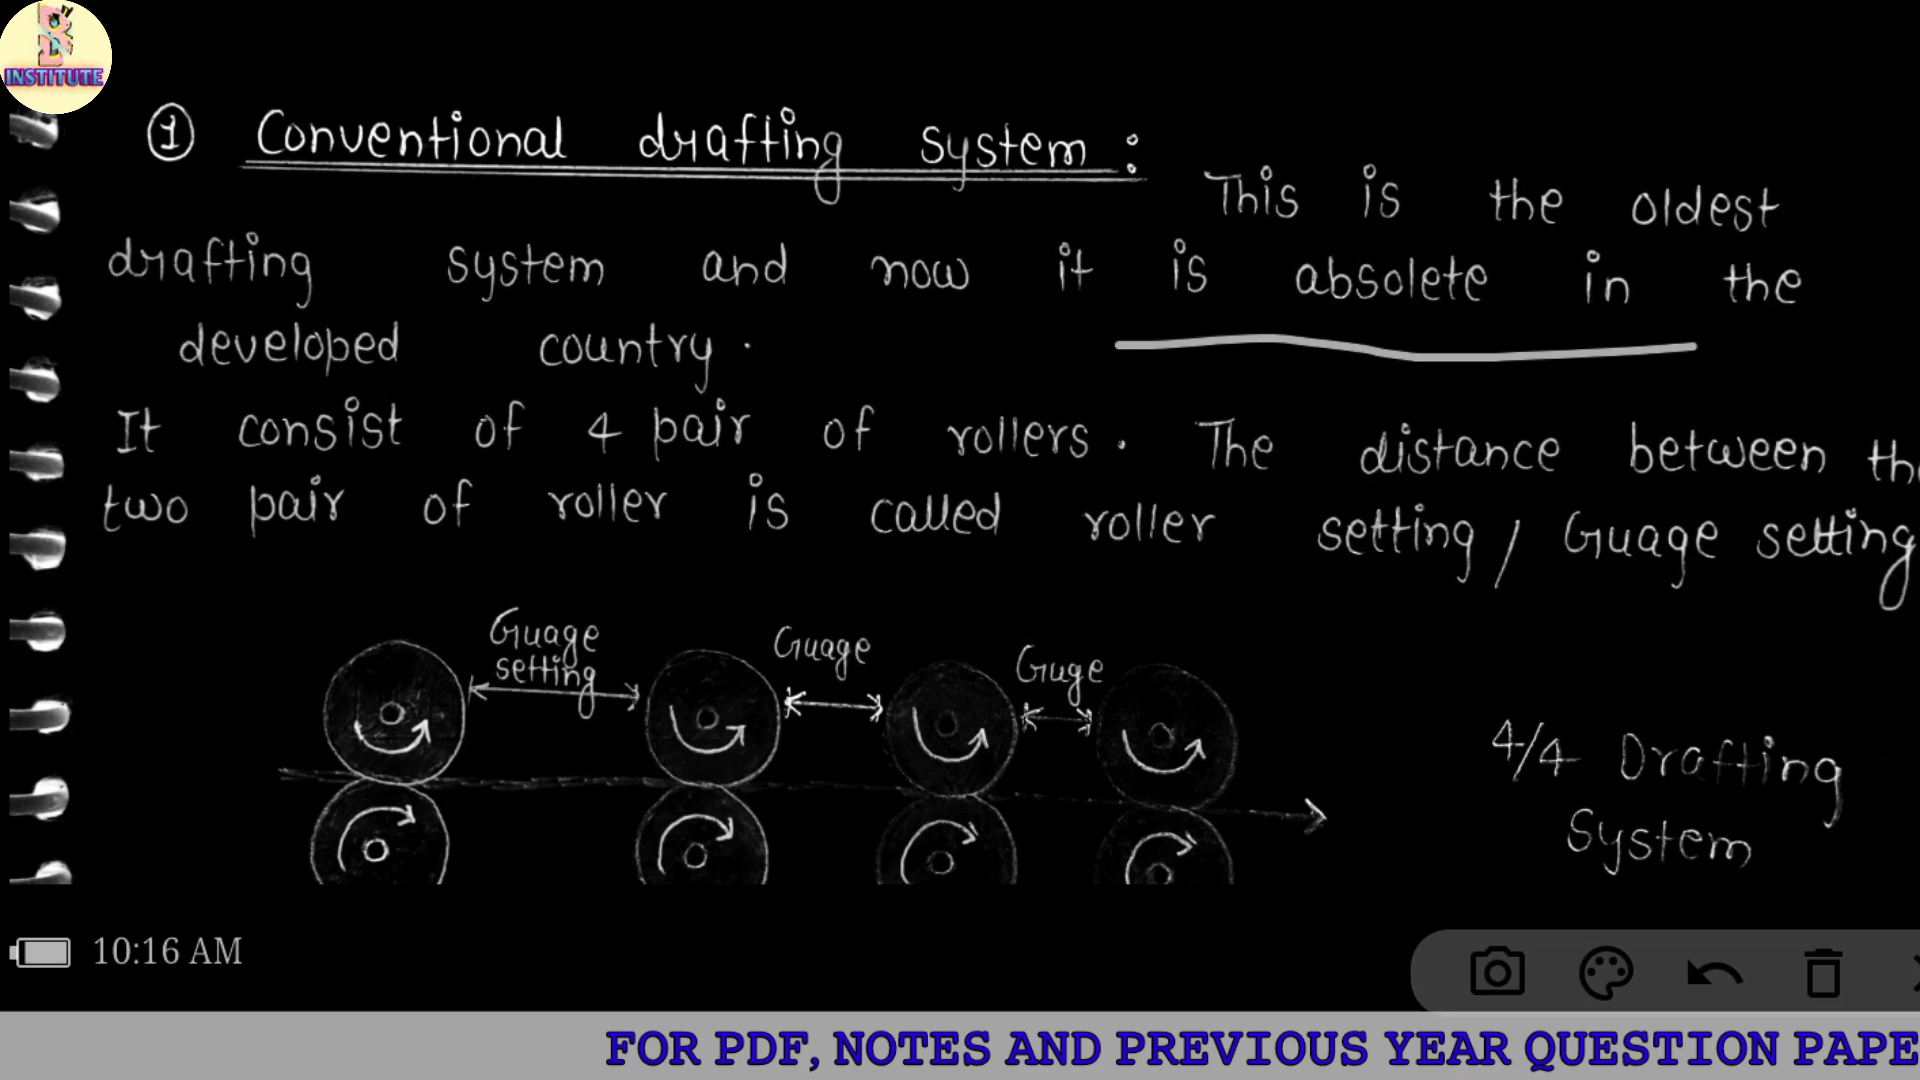 INSTITUTE
① Conventional drafting system :
This is the oldest
drafting system and now it is absolete in the
developed country.
It consist of 4 pair of rollers. The distance between the
two pair of roller is called roller setting / Guage setting
Guage
setting
Guage
Guge
4/4 Drafting
System
10:16 AM
FOR PDF, NOTES AND PREVIOUS YEAR QUESTION PAPE